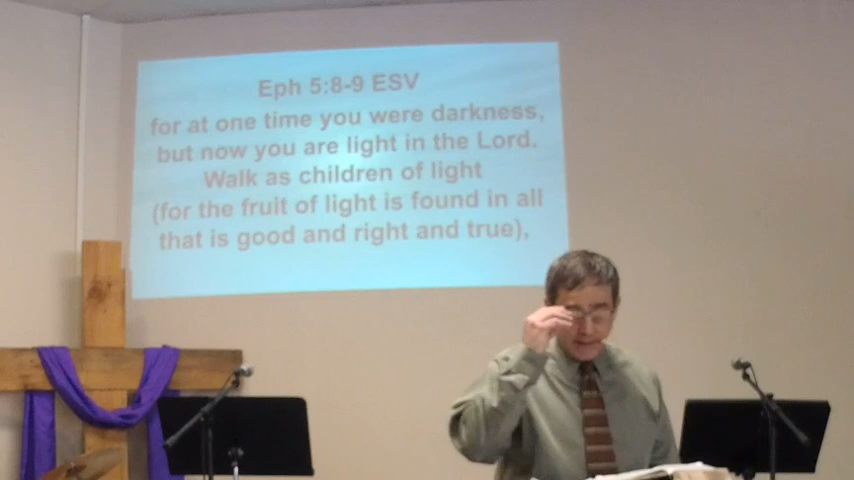 Eph 5:8-9 ESV
for at one time you were darkness,
but now you are light in the Lord.
Walk as children of light
(for the fruit of light is found in all
that is good and right and true),